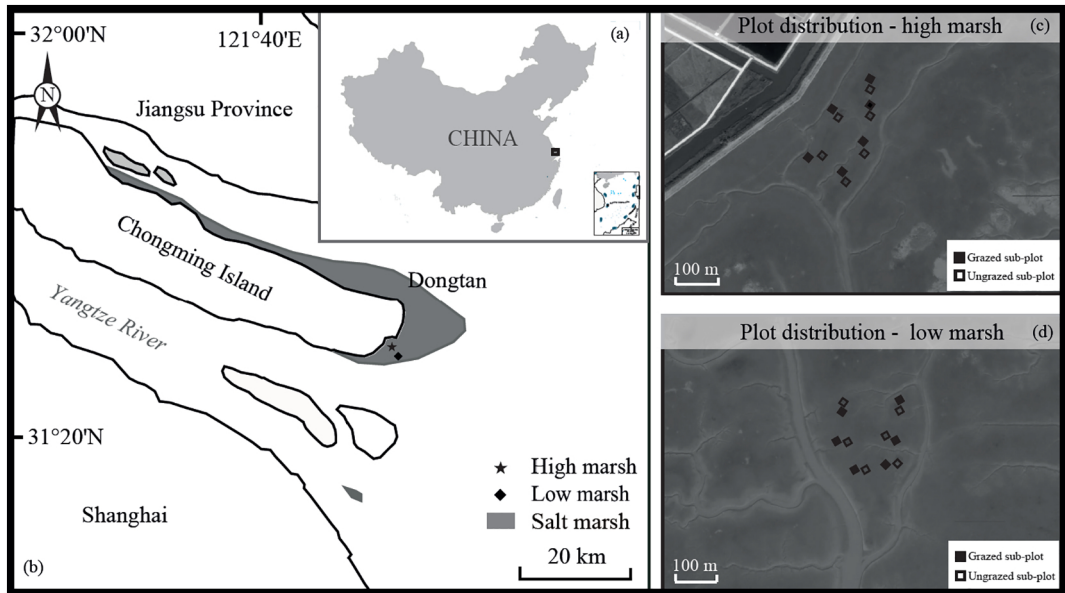 32°00'N
121°40'E
N
Jiangsu Province
(a)
CHINA
Chongming Island
Dongtan
Yangtze River
31°20'N
Shanghai
High marsh
Low marsh
Salt marsh
20 km
(b)
Plot distribution - high marsh
(c)
Grazed sub-plot
Ungrazed sub-plot
100 m
Plot distribution - low marsh
(d)
Grazed sub-plot
Ungrazed sub-plot
100 m